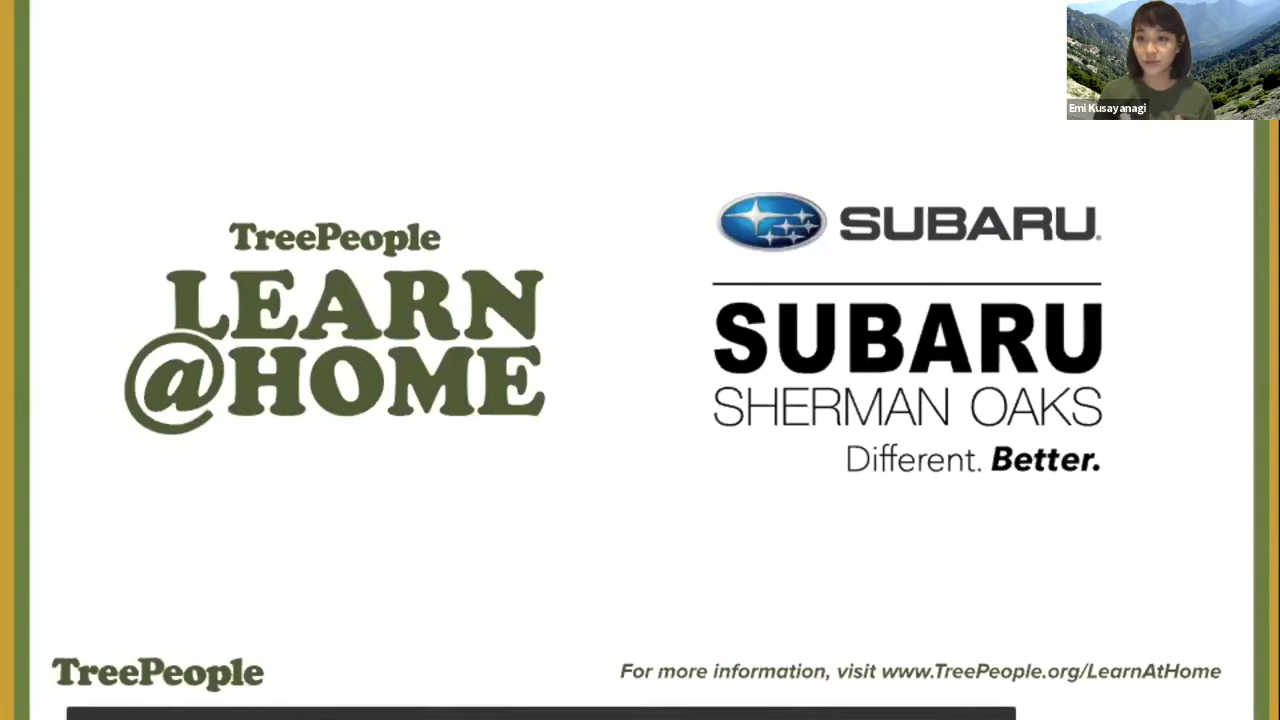 Emi Kusayanagi
TreePeople
LEARN
@HOME
SUBARU
SUBARU
SHERMAN OAKS
Different. Better.
TreePeople
For more information, visit www.TreePeople.org/LearnAtHome